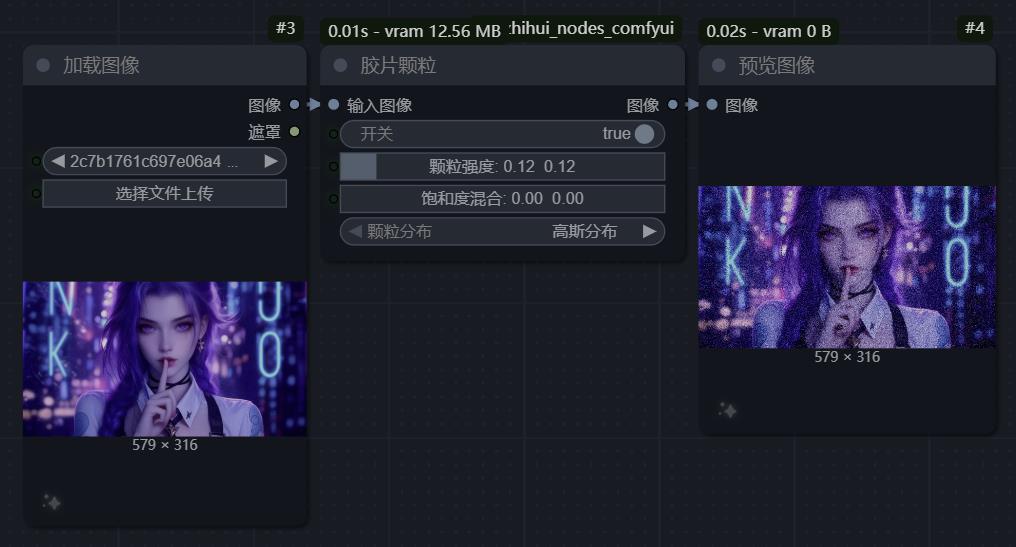 #3
0.01s - vram 12.56 MB
hihui_nodes_comfyui
0.02s - vram 0 B
#4
加载图像
图像
遮罩
2c7b1761c697e06a4 ...
选择文件上传
N J
K O
579 × 316
胶片颗粒
输入图像
图像
开关
true
颗粒强度: 0.12 0.12
饱和度混合: 0.00 0.00
颗粒分布
高斯分布
预览图像
图像
N J
K O
579 × 316